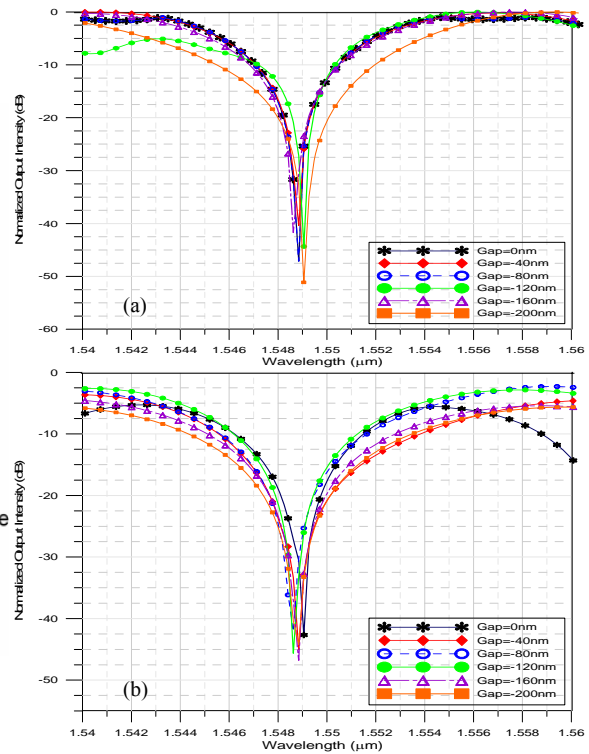 0
-10
-20
-30
-40
-50
-60
Normalized Output Intensity (dB)
(a)
Gap=0nm
Gap=-40nm
Gap=-80nm
Gap=-120nm
Gap=-160nm
Gap=-200nm
1.54 1.542 1.544 1.546 1.548 1.55 1.552 1.554 1.556 1.558 1.56
Wavelength (μm)
0
-10
-20
-30
-40
-50
Normalized Output Intensity (dB)
(b)
Gap=0nm
Gap=-40nm
Gap=-80nm
Gap=-120nm
Gap=-160nm
Gap=-200nm
1.54 1.542 1.544 1.546 1.548 1.55 1.552 1.554 1.556 1.558 1.56
Wavelength (μm)